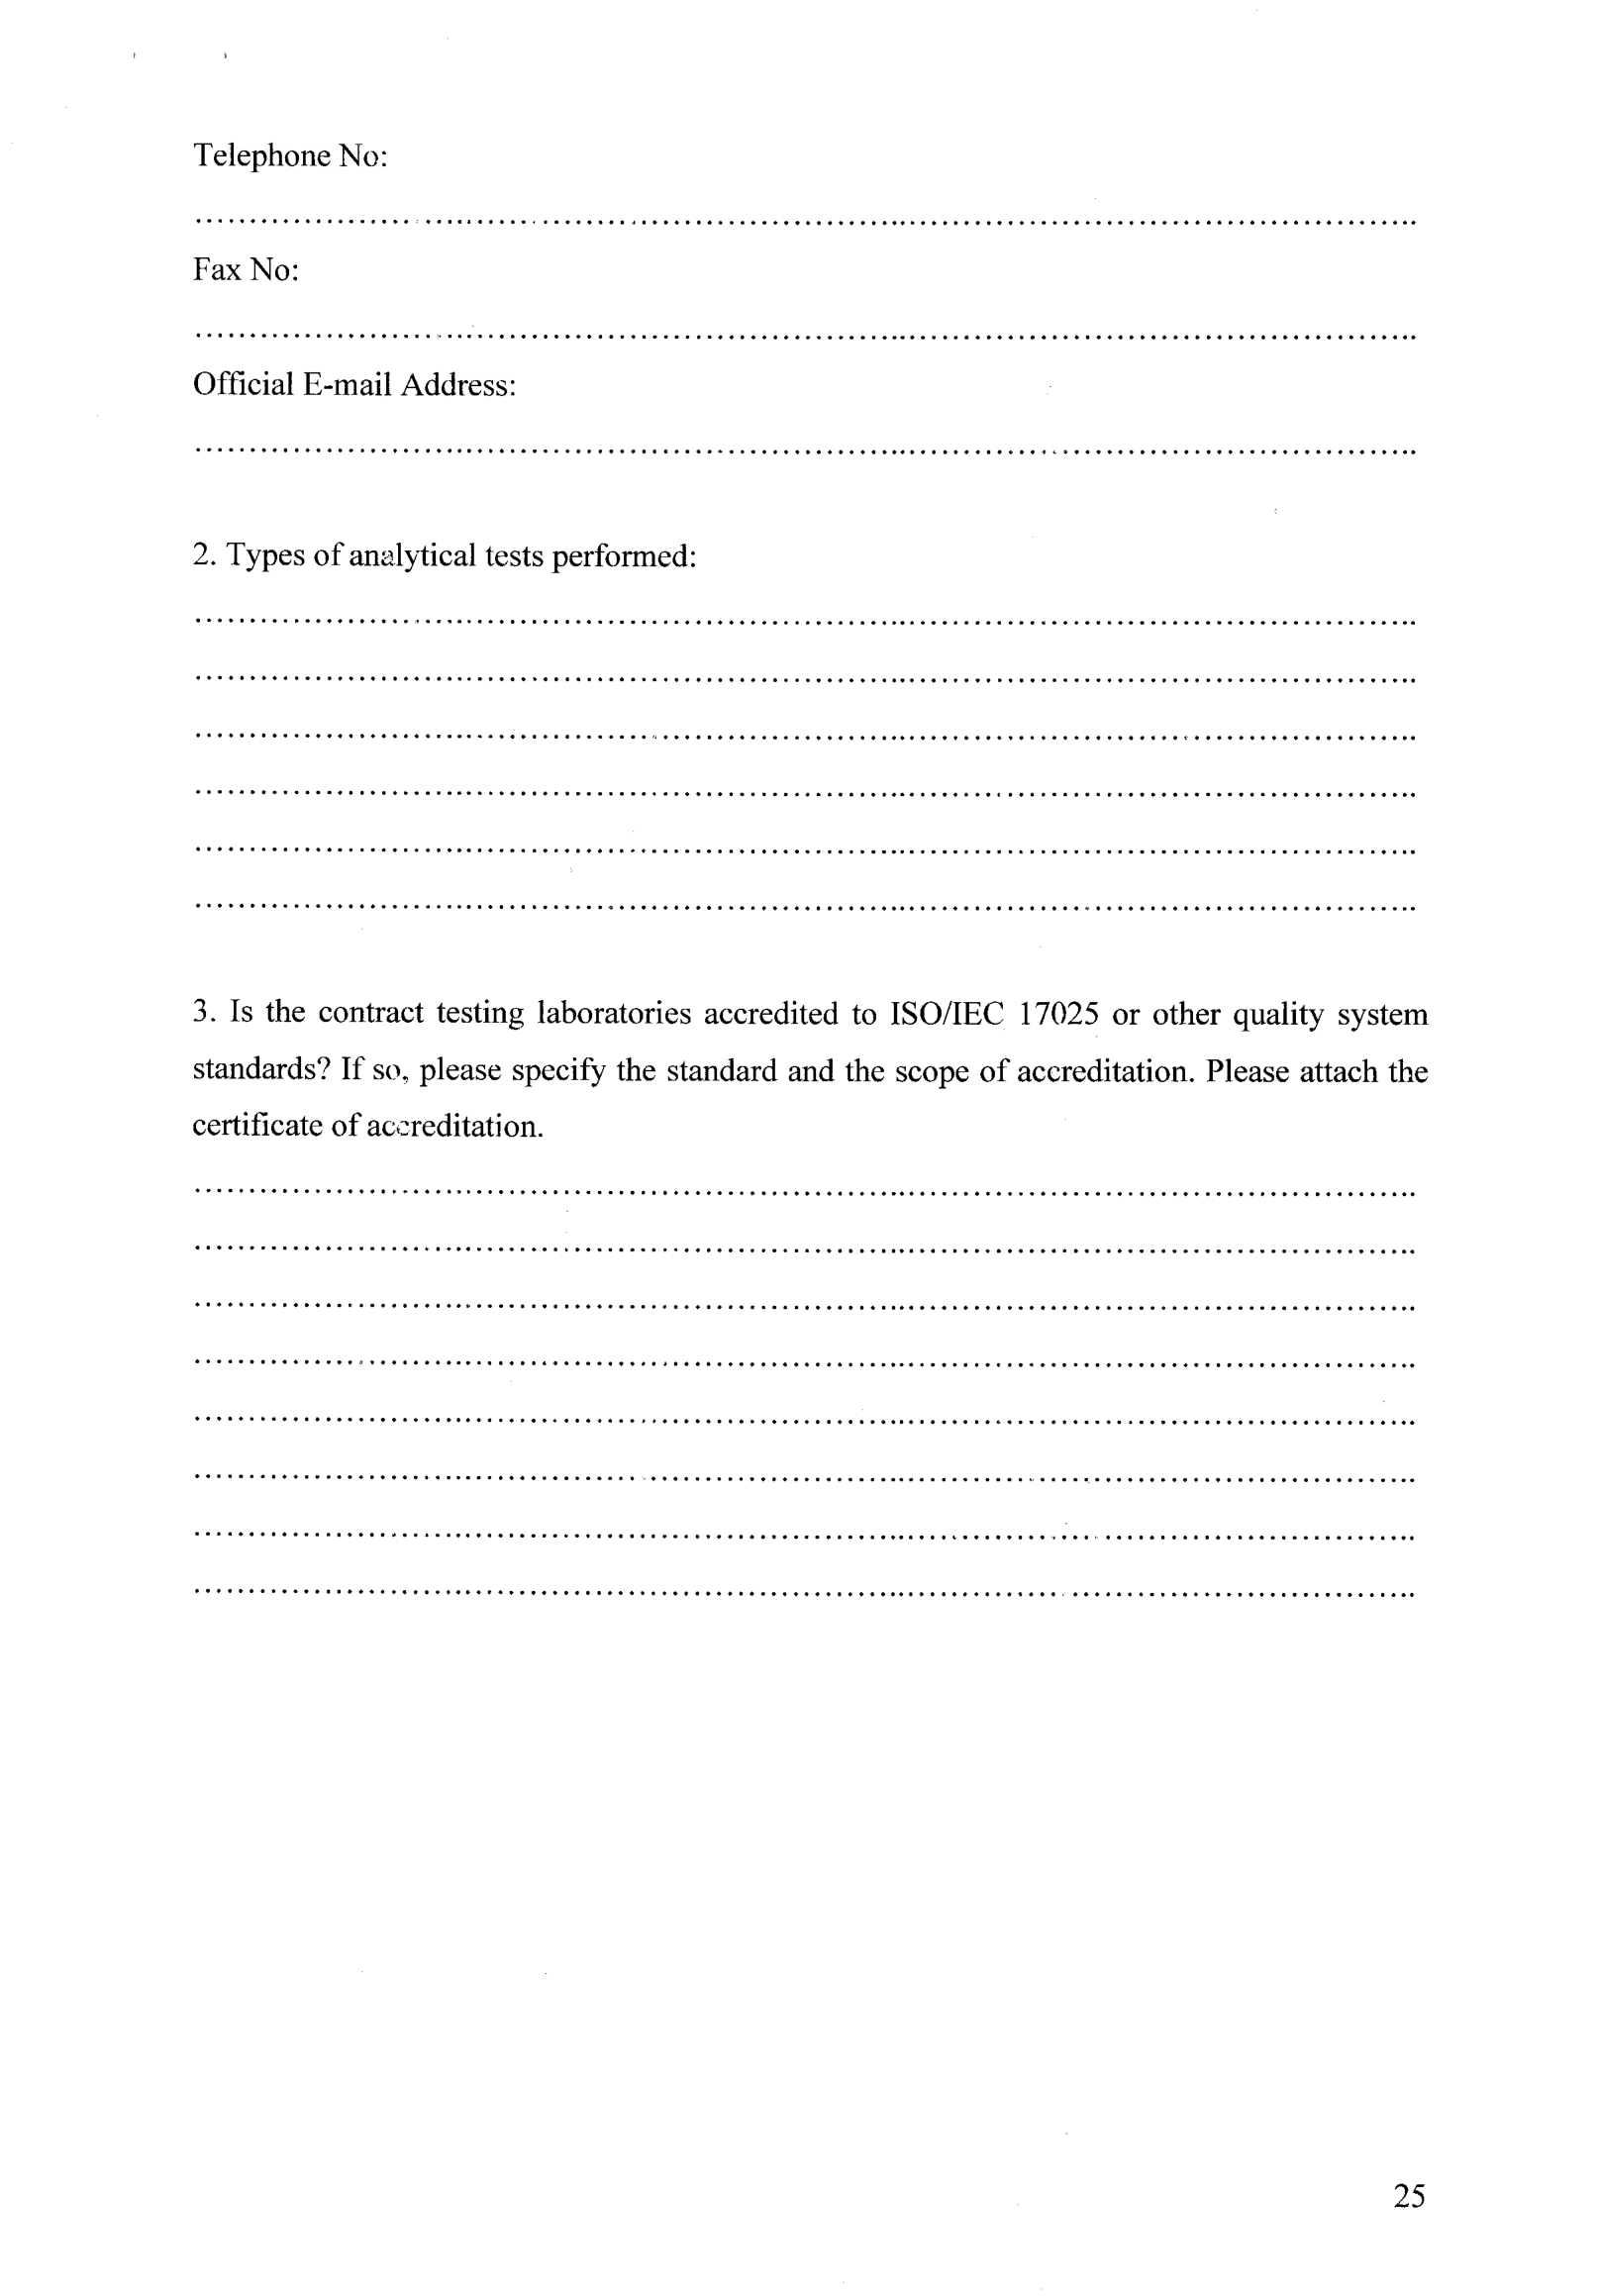 Telephone No:
................................................................................
Fax No:
................................................................................
Official E-mail Address:
................................................................................
2. Types of analytical tests performed:
................................................................................
................................................................................
................................................................................
................................................................................
................................................................................
................................................................................
3. Is the contract testing laboratories accredited to ISO/IEC 17025 or other quality system
standards? If so, please specify the standard and the scope of accreditation. Please attach the
certificate of accreditation.
................................................................................
................................................................................
................................................................................
................................................................................
................................................................................
................................................................................
................................................................................
................................................................................
25